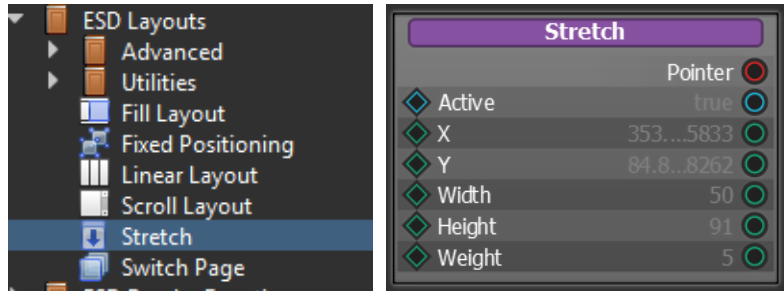 ESD Layouts
Advanced
Utilities
Fill Layout
Fixed Positioning
Linear Layout
Scroll Layout
Stretch
Switch Page
Stretch
Pointer
Active true
X 353....5833
Y 84.8...8262
Width 50
Height 91
Weight 5